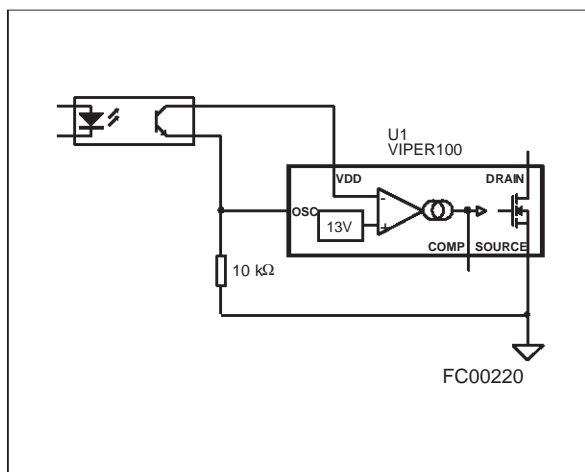 U1
VIPER100
VDD
DRAIN
OSC
-
13V
+
COMP
SOURCE
10 kΩ
FC00220